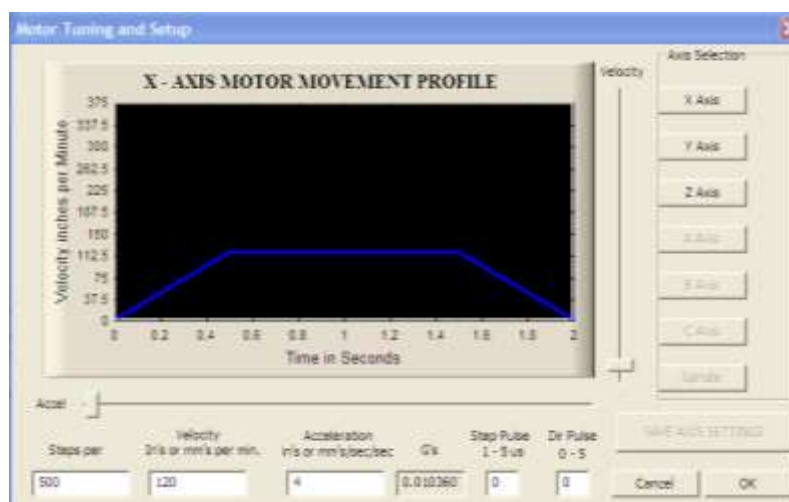 Motor Tuning and Setup
X - AXIS MOTOR MOVEMENT PROFILE
Velocity inches per Minute
375
337.5
300
262.5
225
187.5
150
112.5
75
37.5
0
0 0.2 0.4 0.6 0.8 1 1.2 1.4 1.6 1.8 2
Time in Seconds
Velocity
Axis Selection
X Axis
Y Axis
Z Axis
A Axis
B Axis
C Axis
Spindle
Accel
Steps per
500
Velocity
In's or mm's per min.
120
Acceleration
in's or mm's/sec/sec
4
G's
0.010360
Step Pulse
1 - 5 us
0
Dir Pulse
0 - 5
0
SAVE AXIS SETTINGS
Cancel
OK